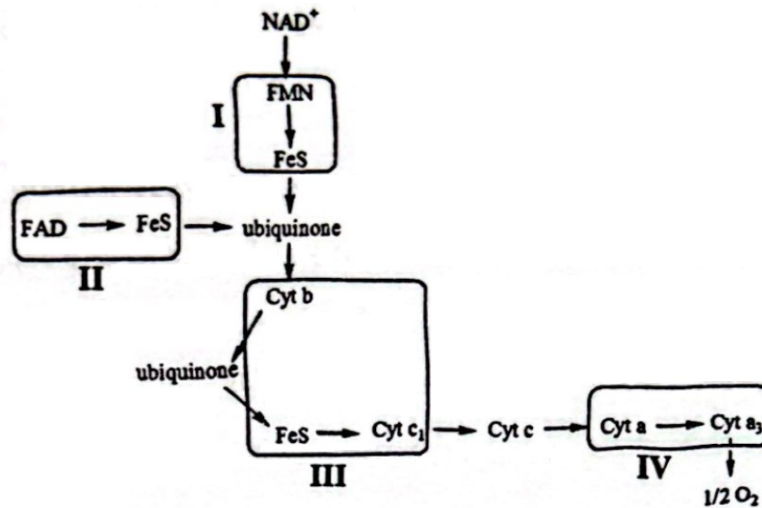 NAD⁺
I
FMN
FeS
FAD → FeS → ubiquinone
II
Cyt b
ubiquinone
FeS → Cyt c₁ → Cyt c → Cyt a → Cyt a₃
III
IV
1/2 O₂